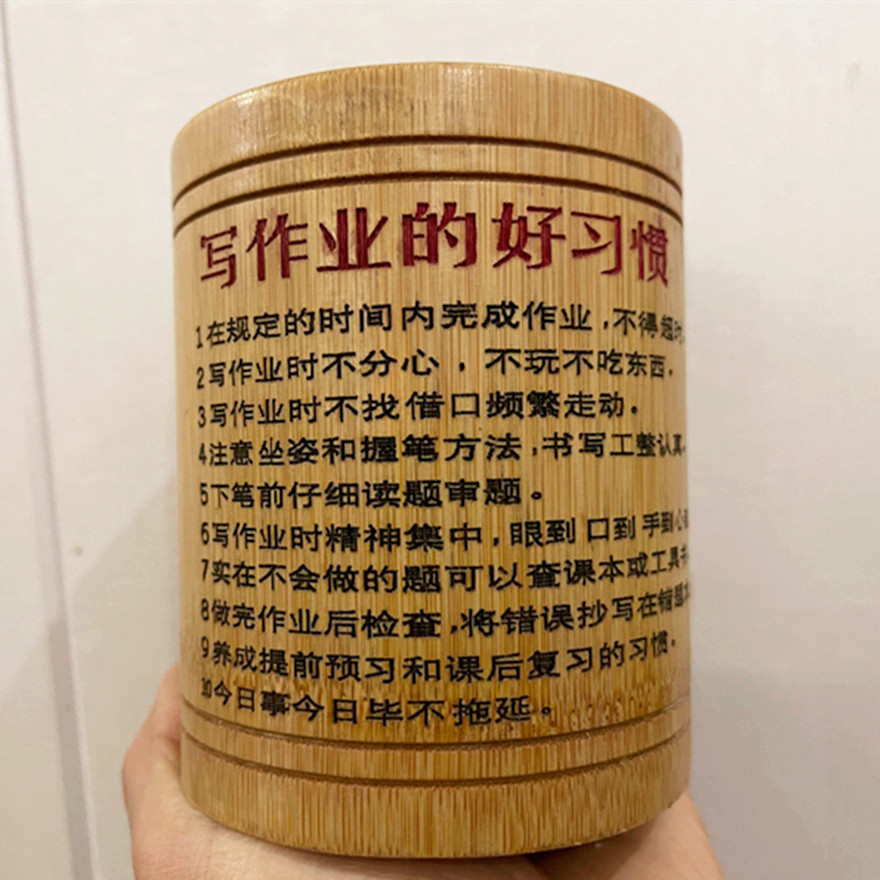 写作业的好习惯
1在规定的时间内完成作业,不得超时
2写作业时不分心,不玩不吃东西。
3写作业时不找借口频繁走动。
4注意坐姿和握笔方法,书写工整认真
5下笔前仔细读题审题。
6写作业时精神集中,眼到口到手到心
7实在不会做的题可以查课本或工具书
8做完作业后检查,将错误抄写在错题本
9养成提前预习和课后复习的习惯。
10今日事今日毕不拖延。